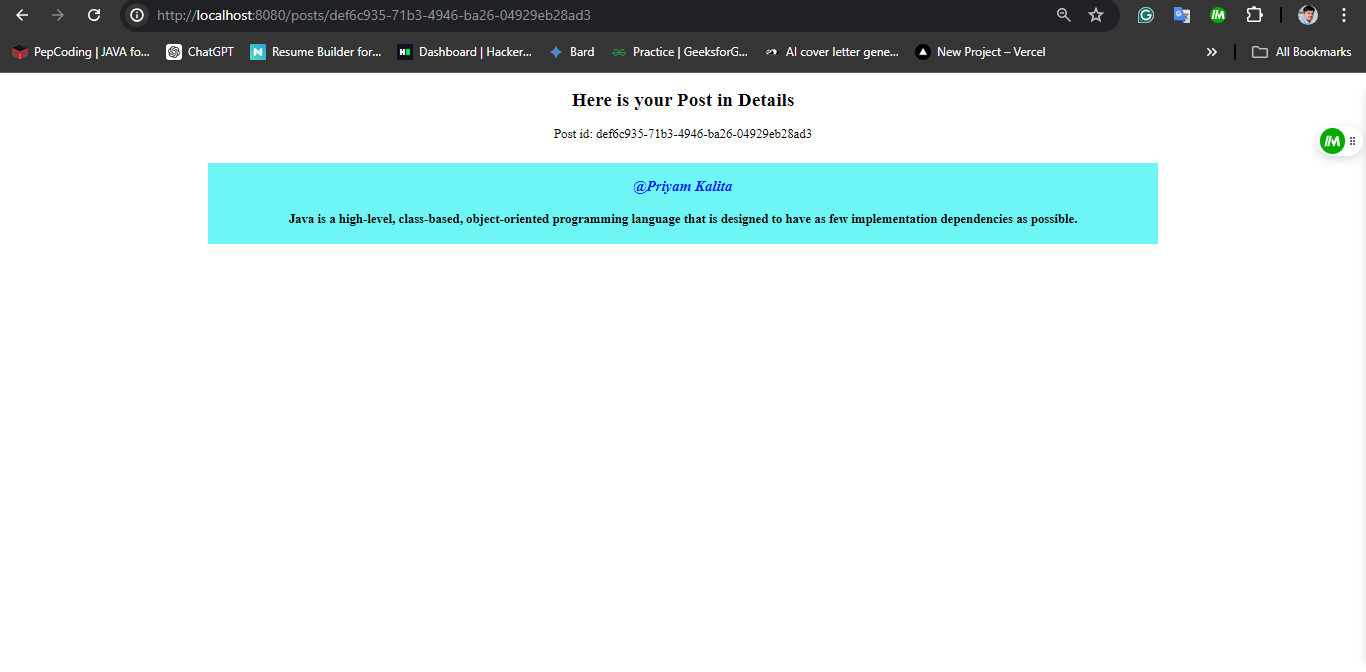 http://localhost:8080/posts/def6c935-71b3-4946-ba26-04929eb28ad3
PepCoding | JAVA fo... ChatGPT N Resume Builder for... H Dashboard | Hacker... Bard Practice | GeeksforG... AI cover letter gene... New Project – Vercel » All Bookmarks
Here is your Post in Details
Post id: def6c935-71b3-4946-ba26-04929eb28ad3
@Priyam Kalita
Java is a high-level, class-based, object-oriented programming language that is designed to have as few implementation dependencies as possible.